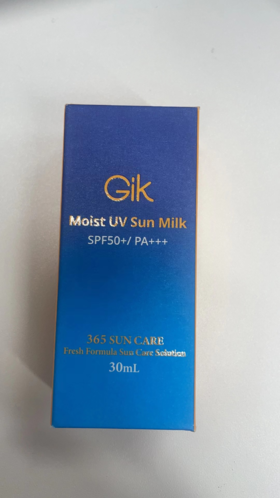 Gik
Moist UV Sun Milk
SPF50+/ PA+++
365 SUN CARE
Fresh Formula Sun Care Solution
30mL